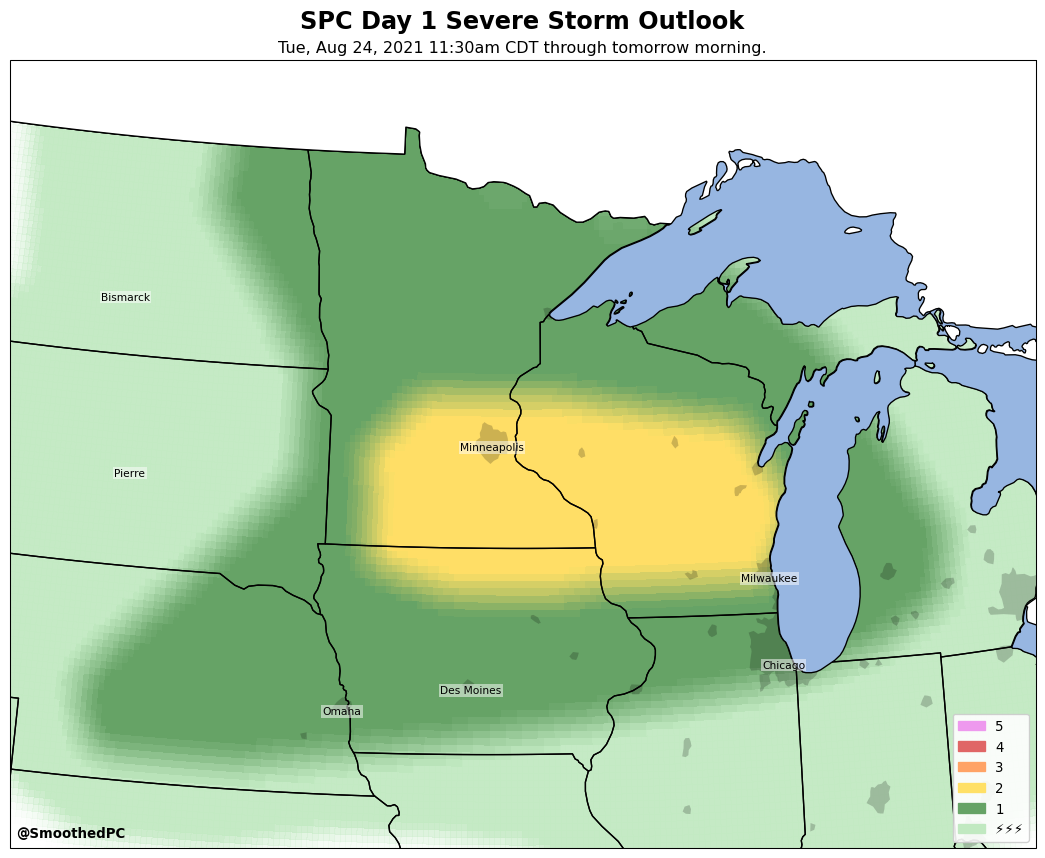 SPC Day 1 Severe Storm Outlook
Tue, Aug 24, 2021 11:30am CDT through tomorrow morning.
Bismarck
Minneapolis
Pierre
Milwaukee
Chicago
Des Moines
Omaha
5
4
3
2
1
⚡⚡⚡
@SmoothedPC